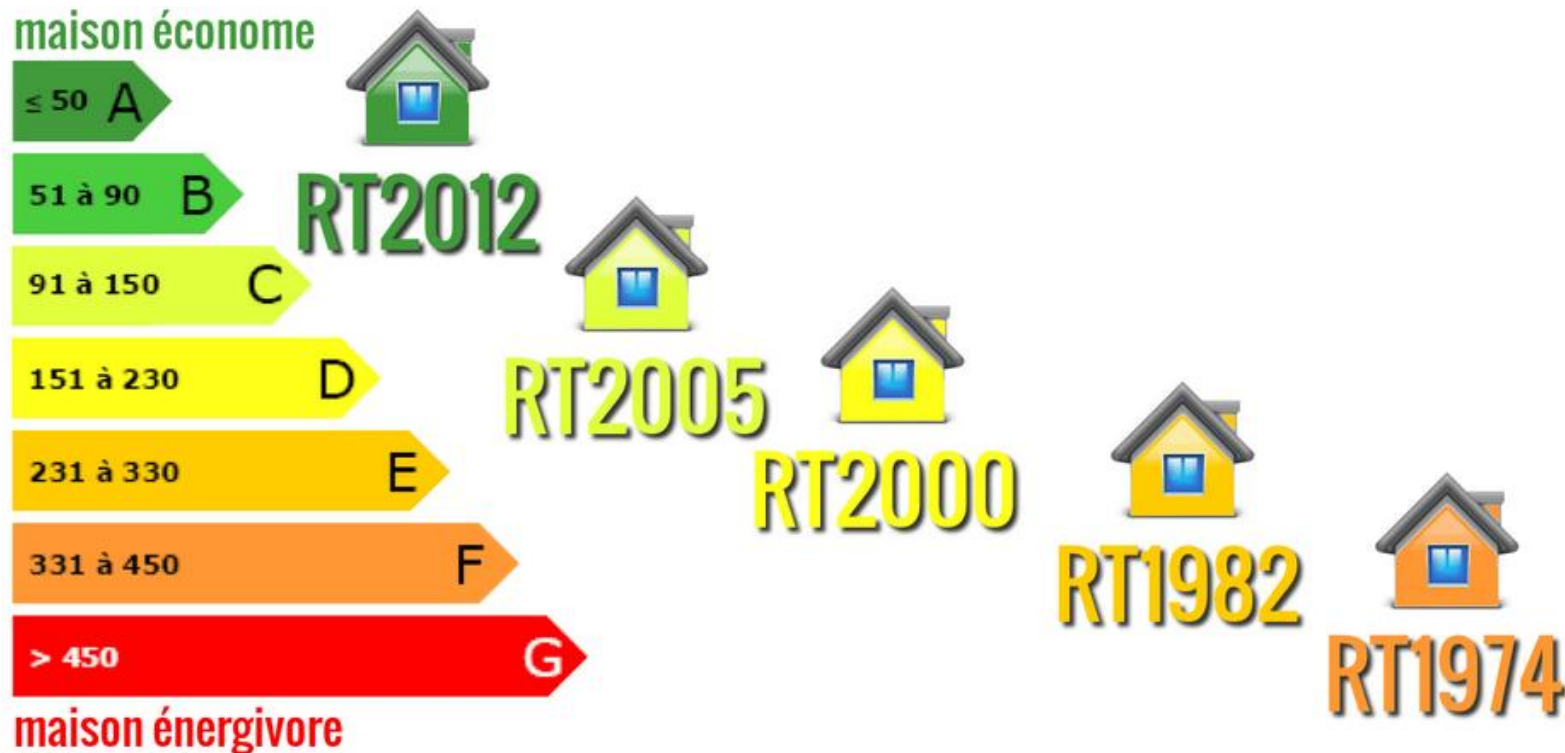 maison économe
≤ 50 A
51 à 90 B
RT2012
91 à 150 C
151 à 230 D
RT2005
231 à 330 E
RT2000
331 à 450 F
RT1982
> 450 G
RT1974
maison énergivore